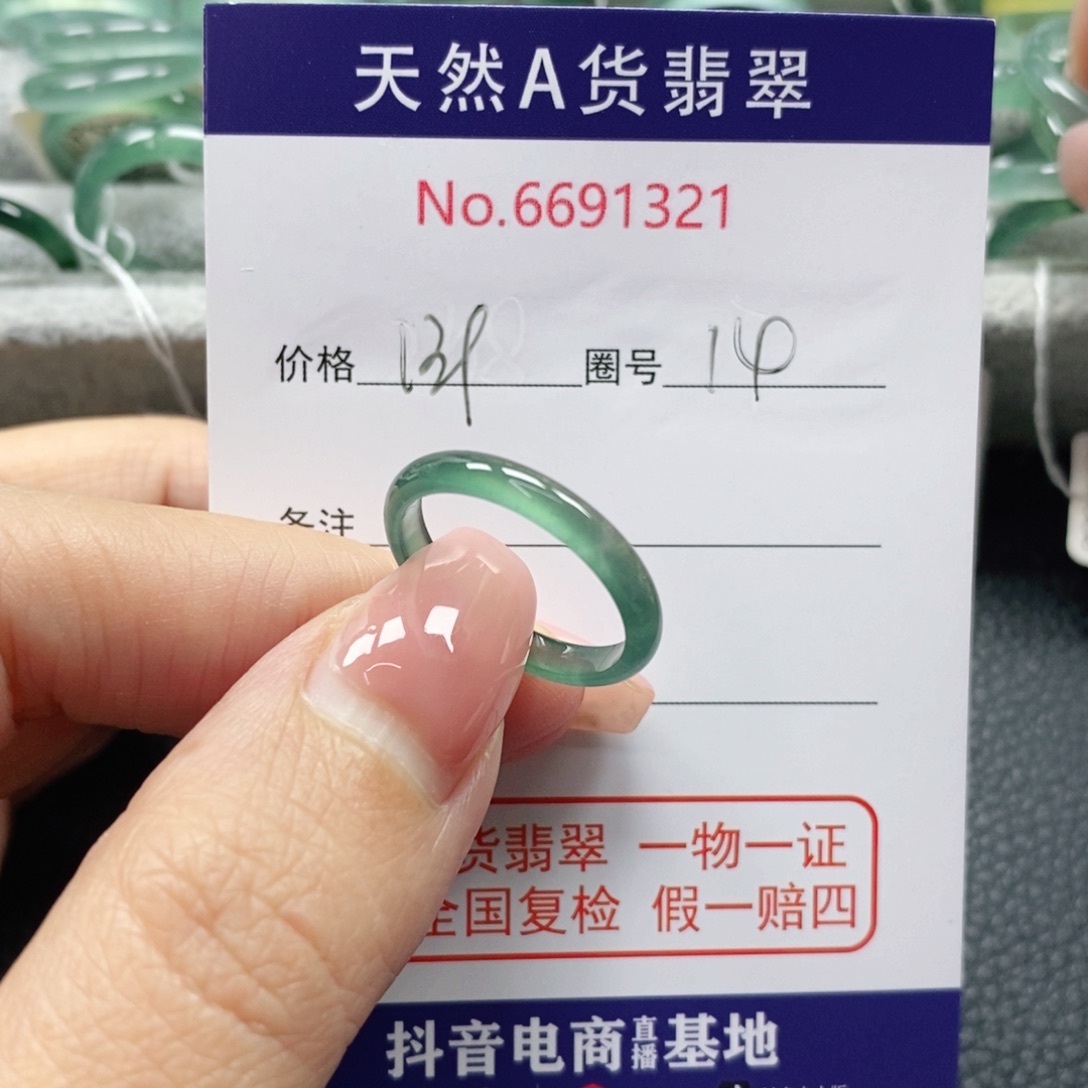 天然A货翡翠
No.6691321
价格 139 圈号 14
备注
货翡翠 一物一证
全国复检 假一赔四
抖音电商直播基地